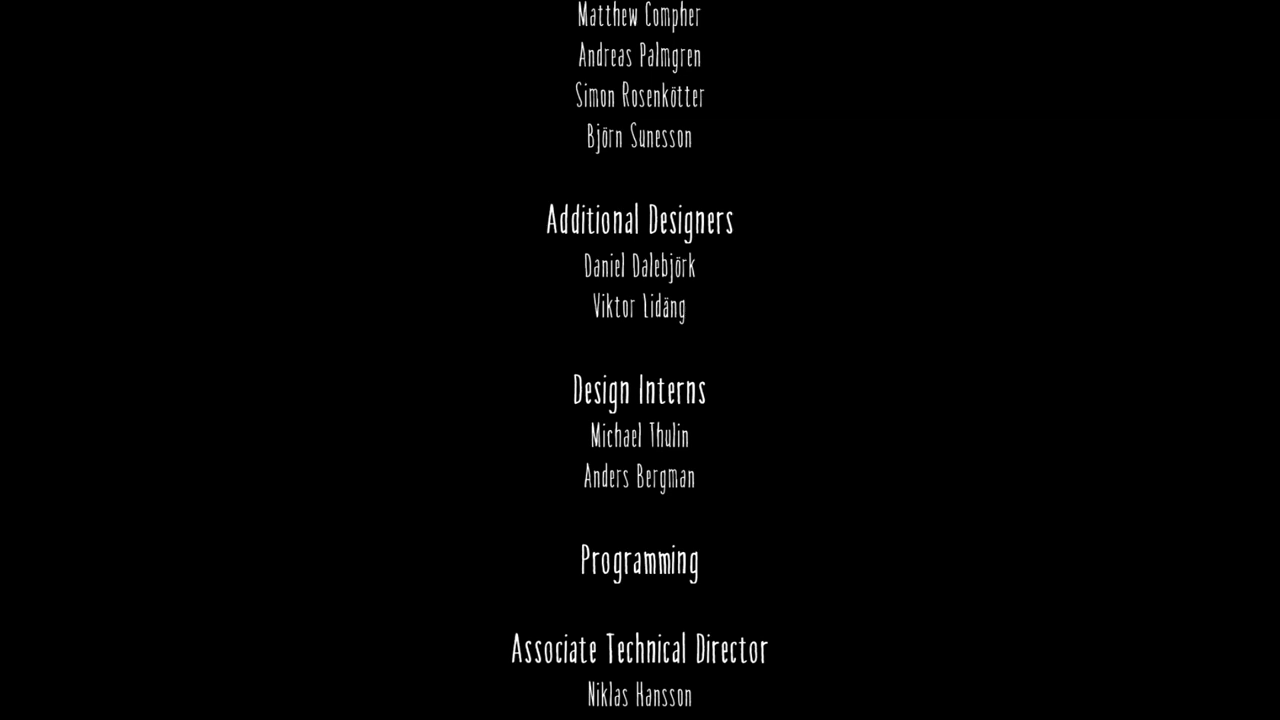 Matthew Compher
Andreas Palmgren
Simon Rosenkötter
Björn Sunesson
Additional Designers
Daniel Dalebjörk
Viktor Lidäng
Design Interns
Michael Thulin
Anders Bergman
Programming
Associate Technical Director
Niklas Hansson